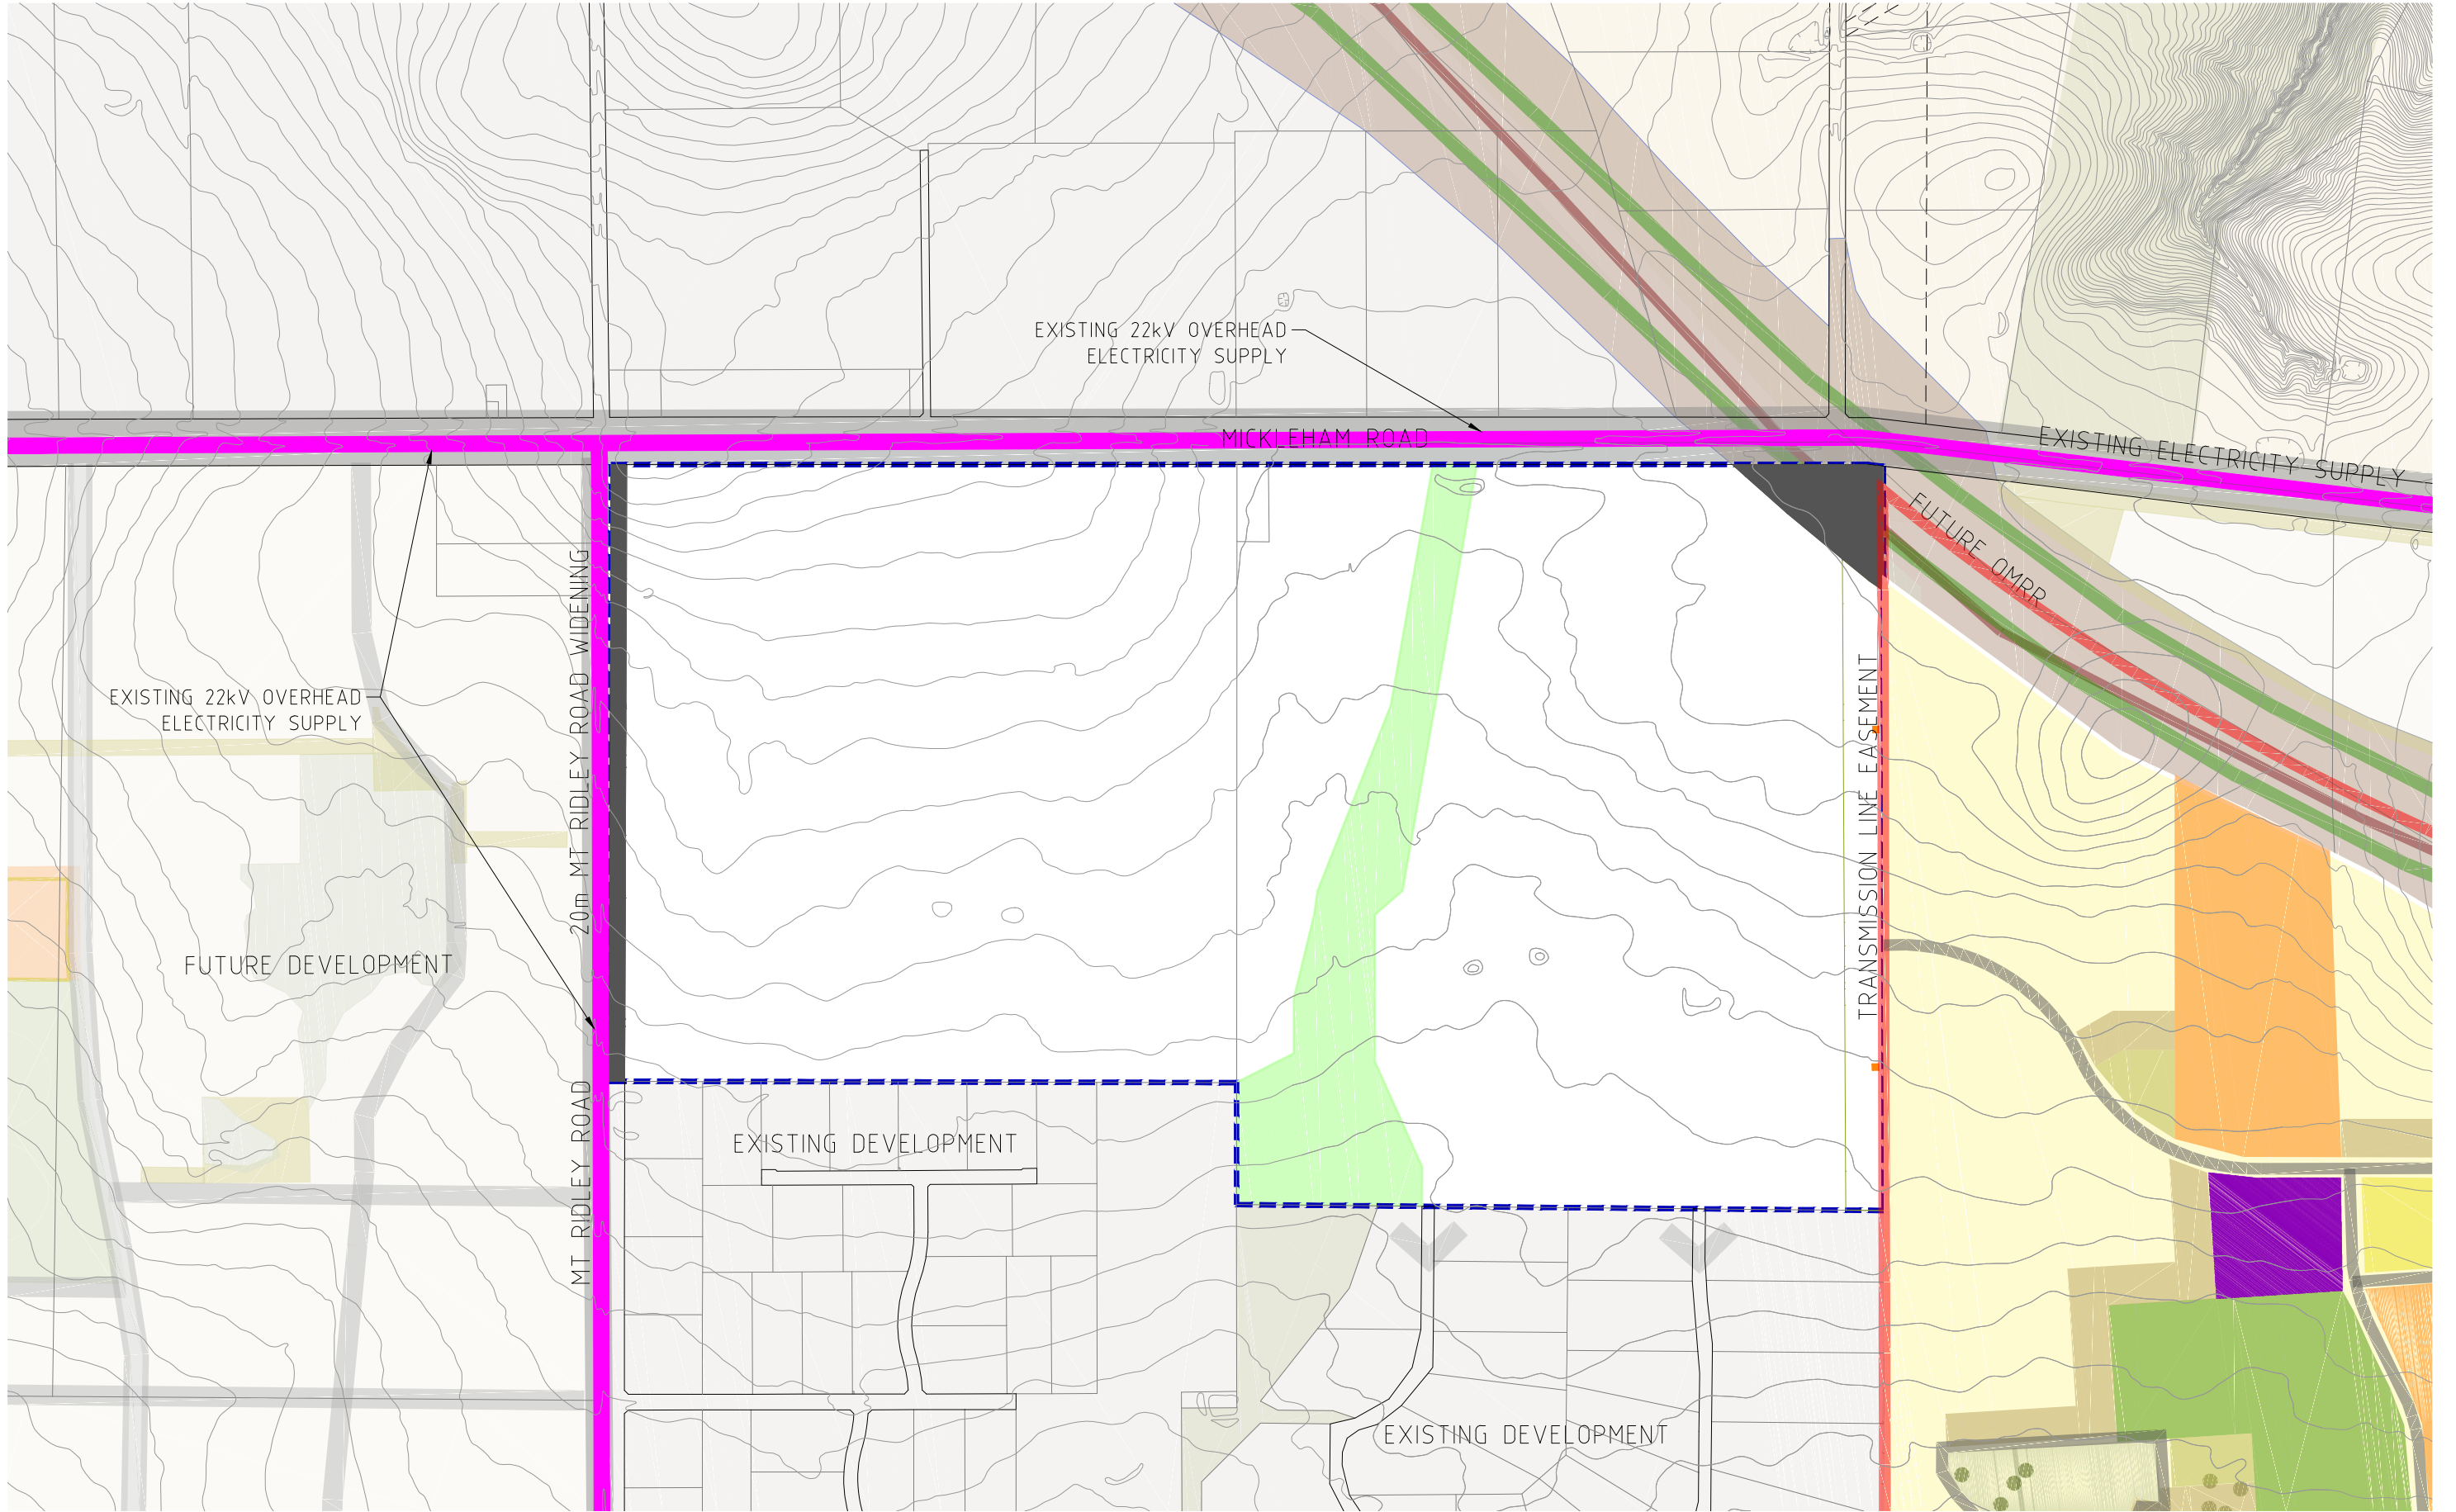 EXISTING 22kV OVERHEAD
ELECTRICITY SUPPLY
MICKLEHAM ROAD
EXISTING ELECTRICITY SUPPLY
FUTURE OMRR
20m MT RIDLEY ROAD WIDENING
EXISTING 22kV OVERHEAD
ELECTRICITY SUPPLY
TRANSMISSION LINE EASEMENT
FUTURE DEVELOPMENT
MT RIDLEY ROAD
EXISTING DEVELOPMENT
EXISTING DEVELOPMENT